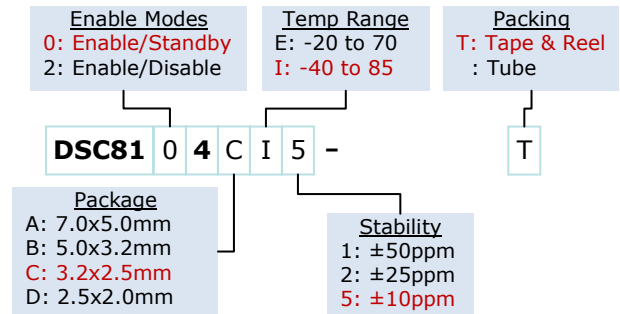 Enable Modes
0: Enable/Standby
2: Enable/Disable
Temp Range
E: -20 to 70
I: -40 to 85
Packing
T: Tape & Reel
: Tube
DSC81 0 4 C I 5 - T
Package
A: 7.0x5.0mm
B: 5.0x3.2mm
C: 3.2x2.5mm
D: 2.5x2.0mm
Stability
1: ±50ppm
2: ±25ppm
5: ±10ppm